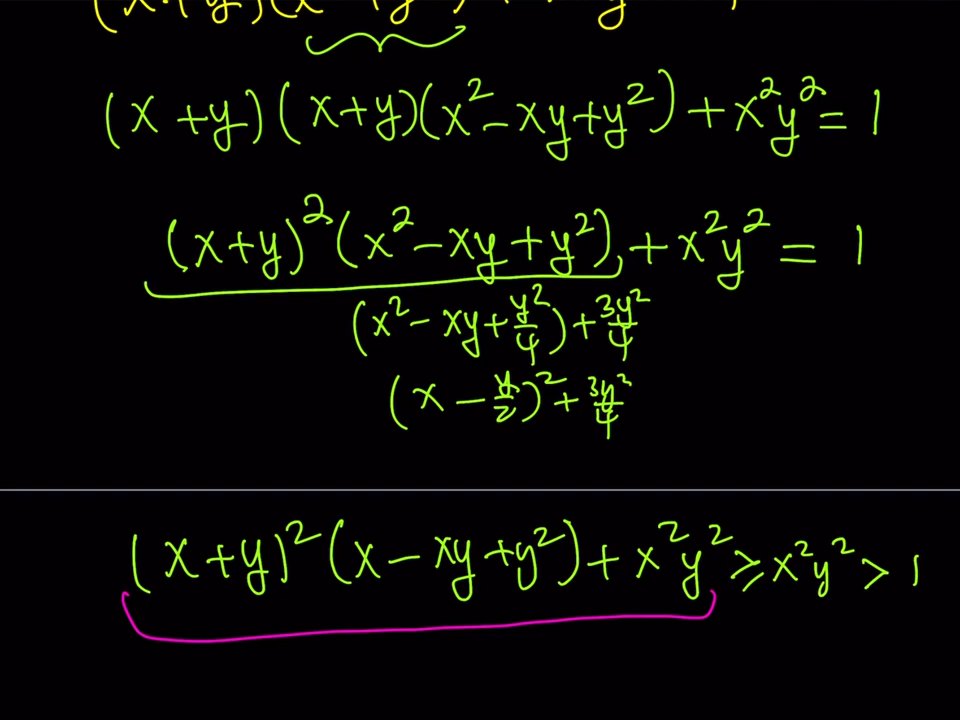 (x + y)(x + y)(x² - xy + y²) + x²y² = 1
(x + y)²(x² - xy + y²) + x²y² = 1
(x² - xy + y²/4) + 3y²/4
(x - y/2)² + 3y²/4
(x + y)²(x - xy + y²) + x²y² ⩾ x²y² > 1